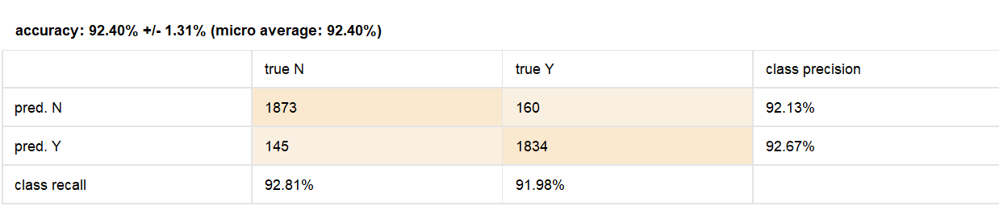 accuracy: 92.40% +/- 1.31% (micro average: 92.40%)
true N true Y class precision
pred. N 1873 160 92.13%
pred. Y 145 1834 92.67%
class recall 92.81% 91.98%